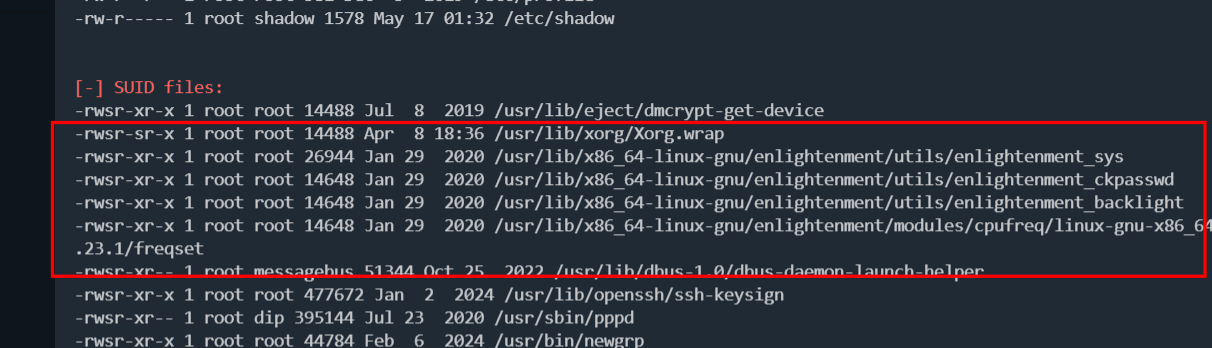 -rw-r----- 1 root shadow 1578 May 17 01:32 /etc/shadow
[-] SUID files:
-rwsr-xr-x 1 root root 14488 Jul  8  2019 /usr/lib/eject/dmcrypt-get-device
-rwsr-sr-x 1 root root 14488 Apr  8 18:36 /usr/lib/xorg/Xorg.wrap
-rwsr-xr-x 1 root root 26944 Jan 29  2020 /usr/lib/x86_64-linux-gnu/enlightenment/utils/enlightenment_sys
-rwsr-xr-x 1 root root 14648 Jan 29  2020 /usr/lib/x86_64-linux-gnu/enlightenment/utils/enlightenment_ckpasswd
-rwsr-xr-x 1 root root 14648 Jan 29  2020 /usr/lib/x86_64-linux-gnu/enlightenment/utils/enlightenment_backlight
-rwsr-xr-x 1 root root 14648 Jan 29  2020 /usr/lib/x86_64-linux-gnu/enlightenment/modules/cpufreq/linux-gnu-x86_64
.23.1/freqset
-rwsr-xr-- 1 root messagebus 51344 Oct 25  2022 /usr/lib/dbus-1.0/dbus-daemon-launch-helper
-rwsr-xr-x 1 root root 477672 Jan  2  2024 /usr/lib/openssh/ssh-keysign
-rwsr-xr-- 1 root dip 395144 Jul 23  2020 /usr/sbin/pppd
-rwsr-xr-x 1 root root 44784 Feb  6  2024 /usr/bin/newgrp